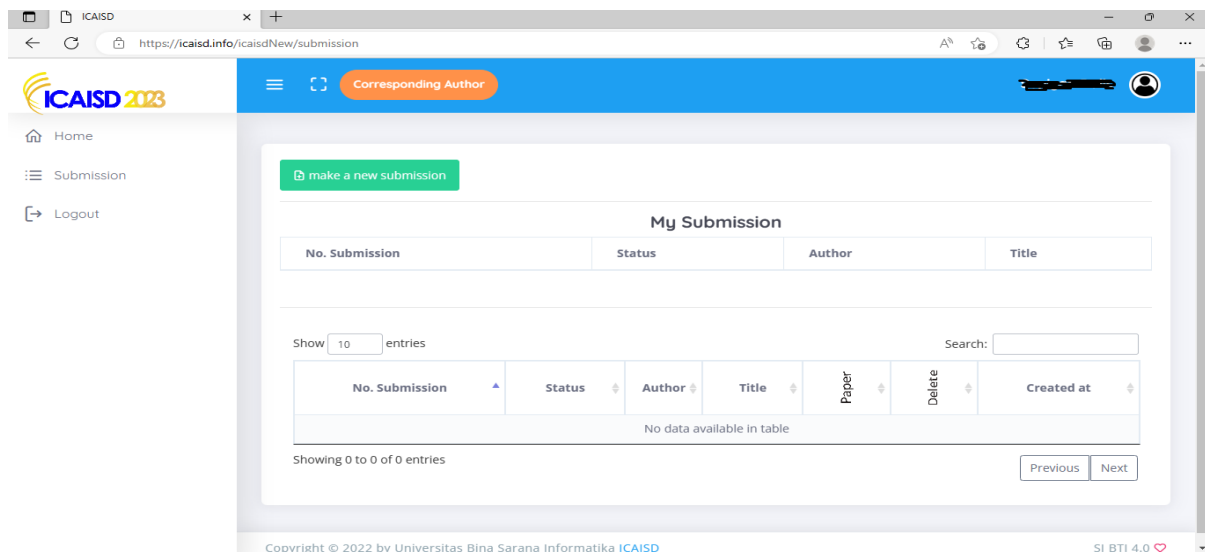 ICAISD
https://icaisd.info/icaisdNew/submission
ICAISD 2023
Corresponding Author
Home
Submission
Logout
make a new submission
My Submission
No. Submission Status Author Title
Show 10 entries Search:
No. Submission Status Author Title Paper Delete Created at
No data available in table
Showing 0 to 0 of 0 entries
Previous Next
Copyright © 2022 by Universitas Bina Sarana Informatika ICAISD SI BTI 4.0